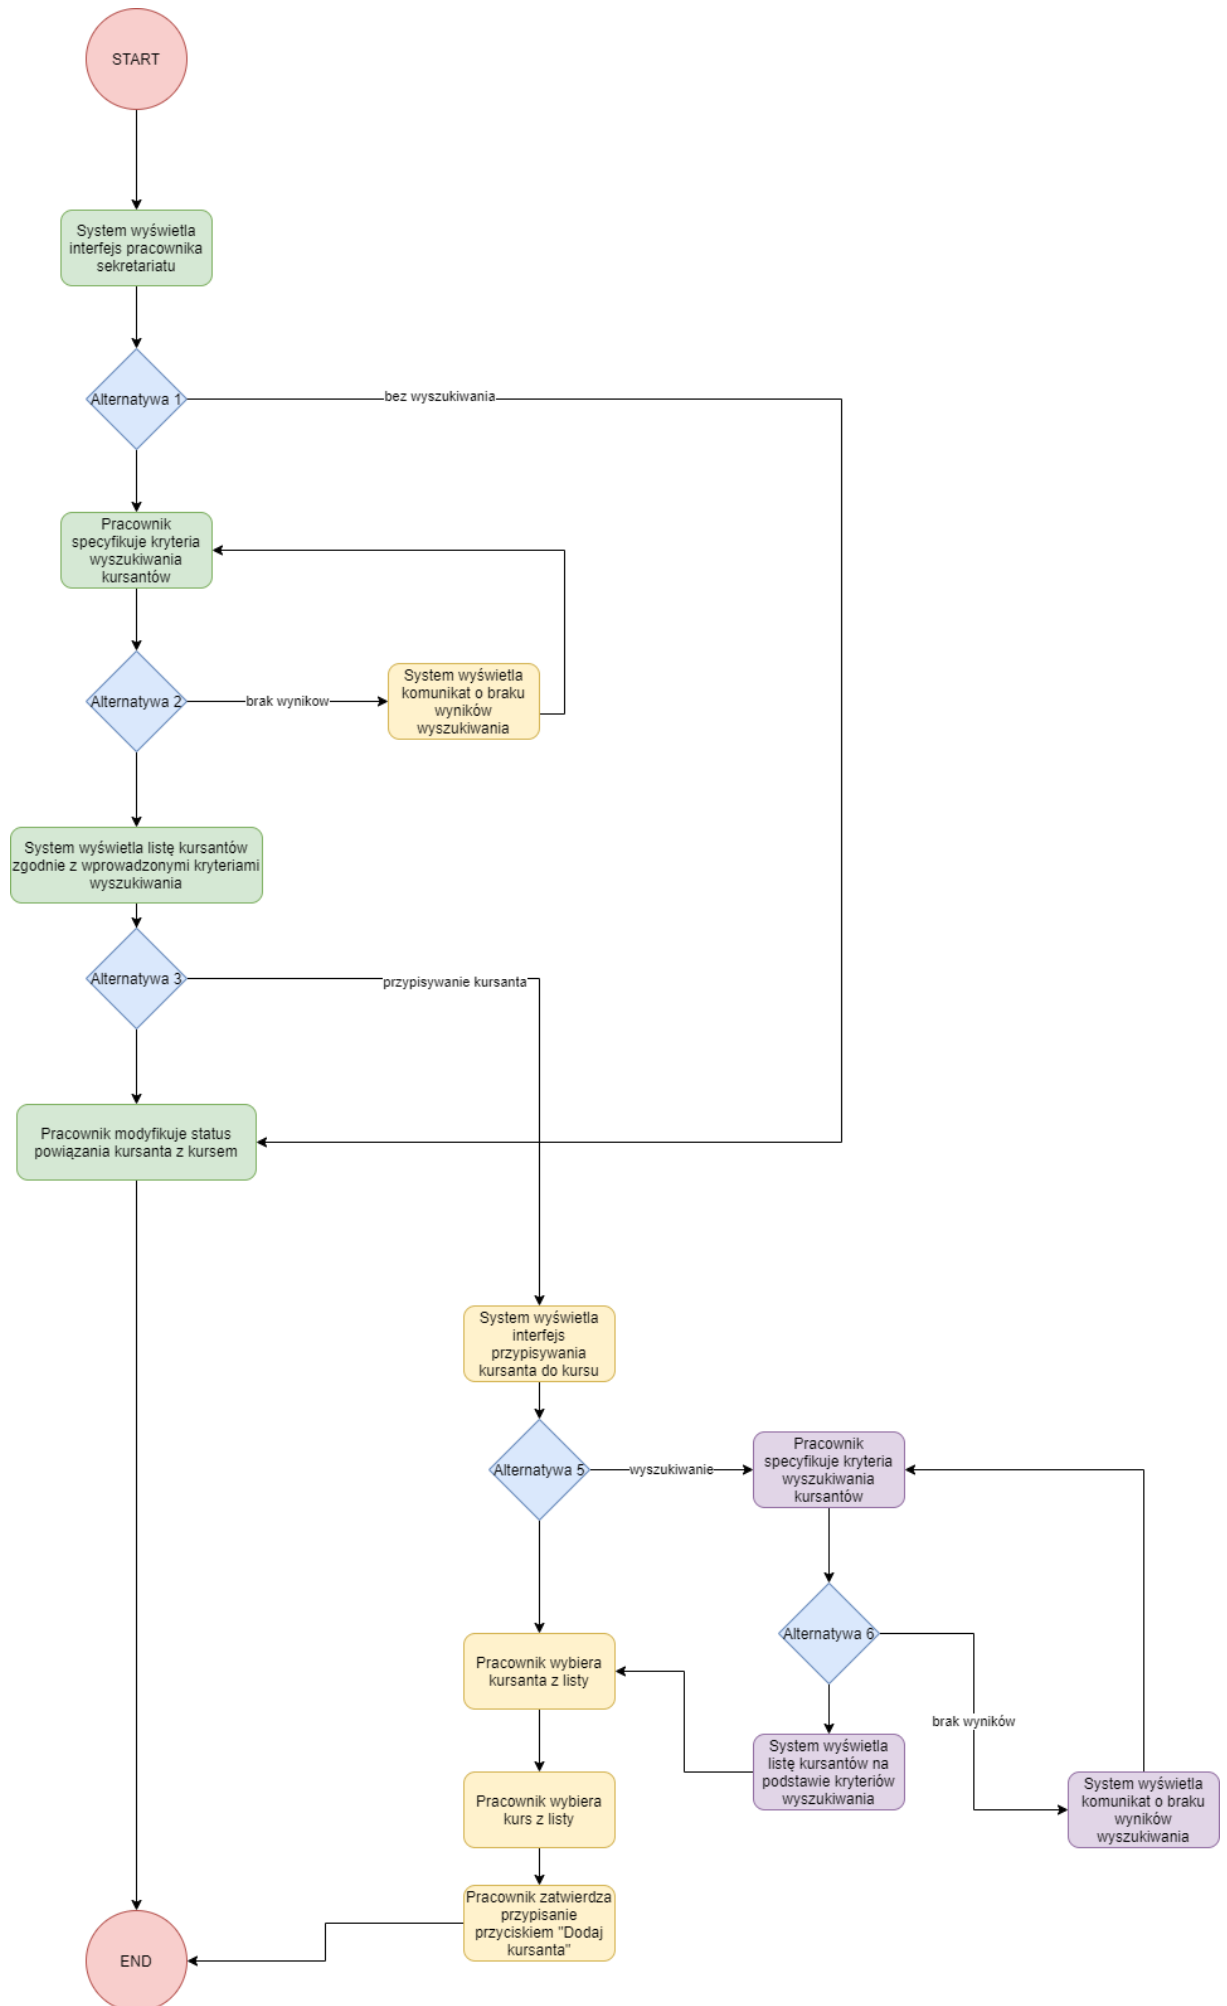 START
System wyświetla
interfejs pracownika
sekretariatu
Alternatywa 1
bez wyszukiwania
Pracownik
specyfikuje kryteria
wyszukiwania
kursantów
Alternatywa 2
brak wynikow
System wyświetla
komunikat o braku
wyników
wyszukiwania
System wyświetla listę kursantów
zgodnie z wprowadzonymi kryteriami
wyszukiwania
Alternatywa 3
przypisywanie kursanta
Pracownik modyfikuje status
powiązania kursanta z kursem
System wyświetla
interfejs
przypisywania
kursanta do kursu
Alternatywa 5
wyszukiwanie
Pracownik
specyfikuje kryteria
wyszukiwania
kursantów
Alternatywa 6
brak wyników
Pracownik wybiera
kursanta z listy
System wyświetla
listę kursantów na
podstawie kryteriów
wyszukiwania
System wyświetla
komunikat o braku
wyników
wyszukiwania
Pracownik wybiera
kurs z listy
Pracownik zatwierdza
przypisanie
przyciskiem "Dodaj
kursanta"
END